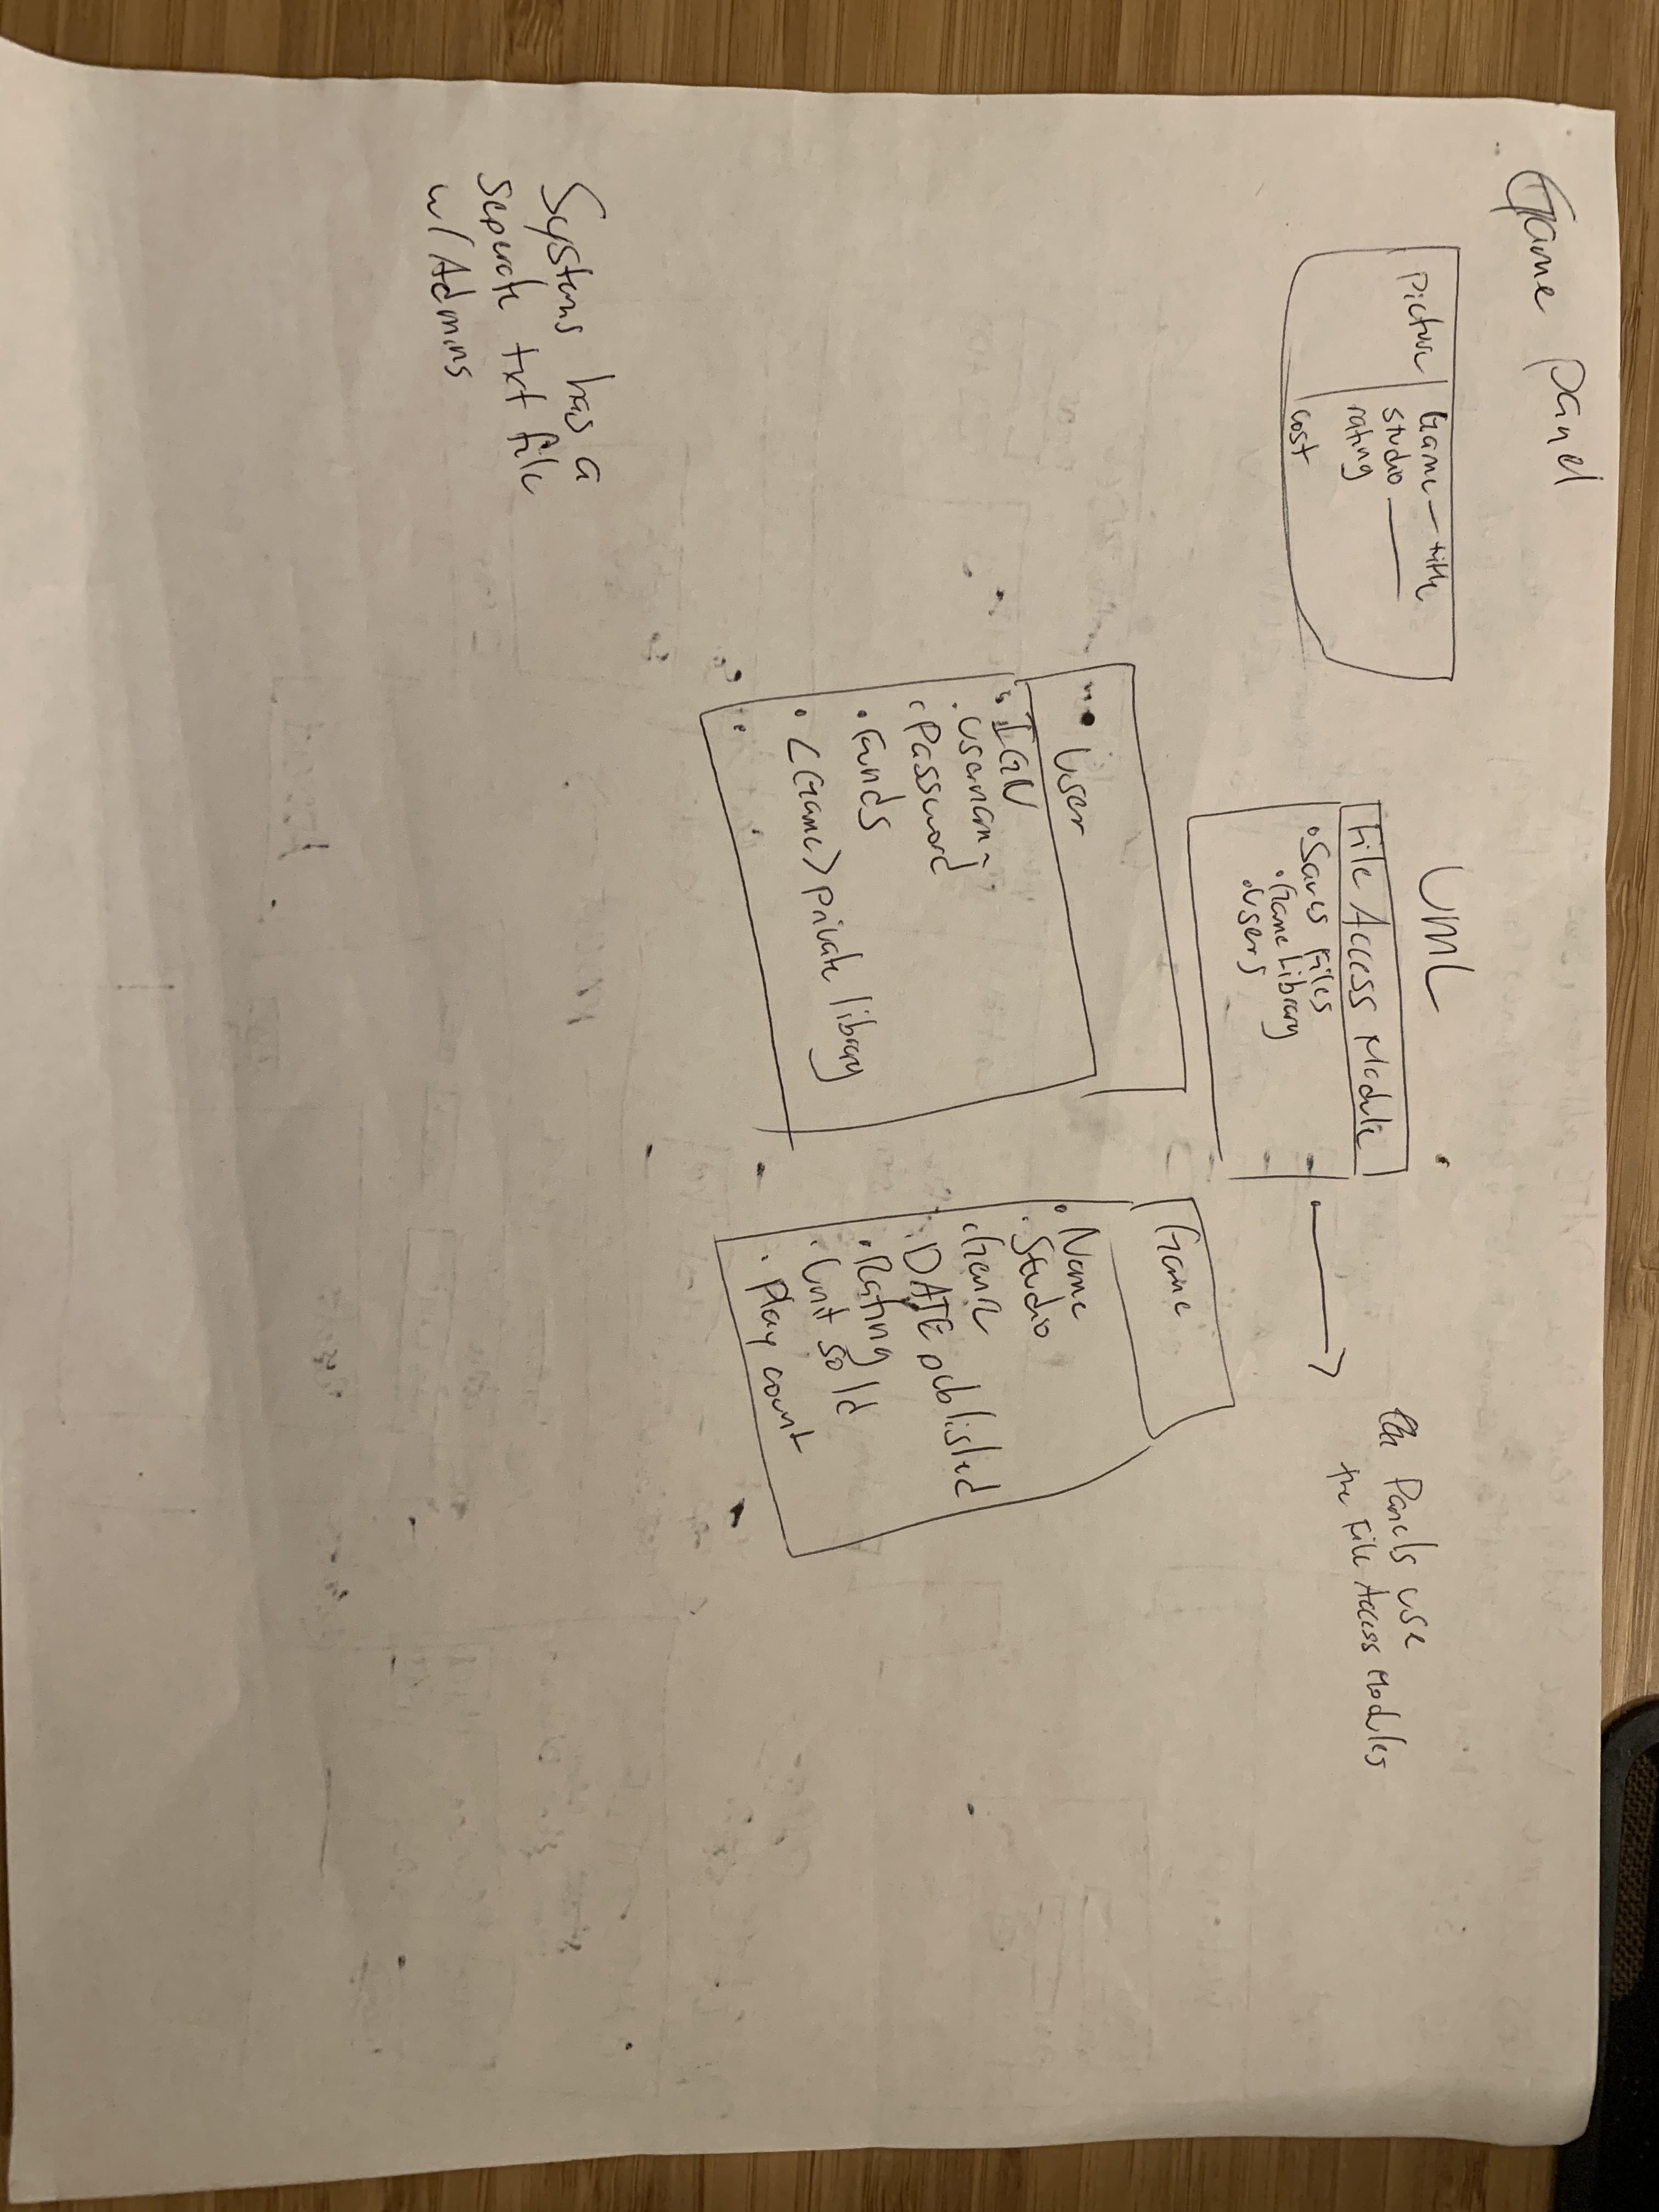 Game panel
Picture
Game - title
studio
rating
cost
UML
File Access Module
• Saves Files
• Game Library
• Users
Panels use
the File Access Modules
• User
• IGN
• Username
• Password
• Funds
• <Game> private library
Game
• Name
• Studio
• Genre
• DATE published
• Rating
• Unit sold
• Play count
Systems has a
seperate txt file
w/ Admins